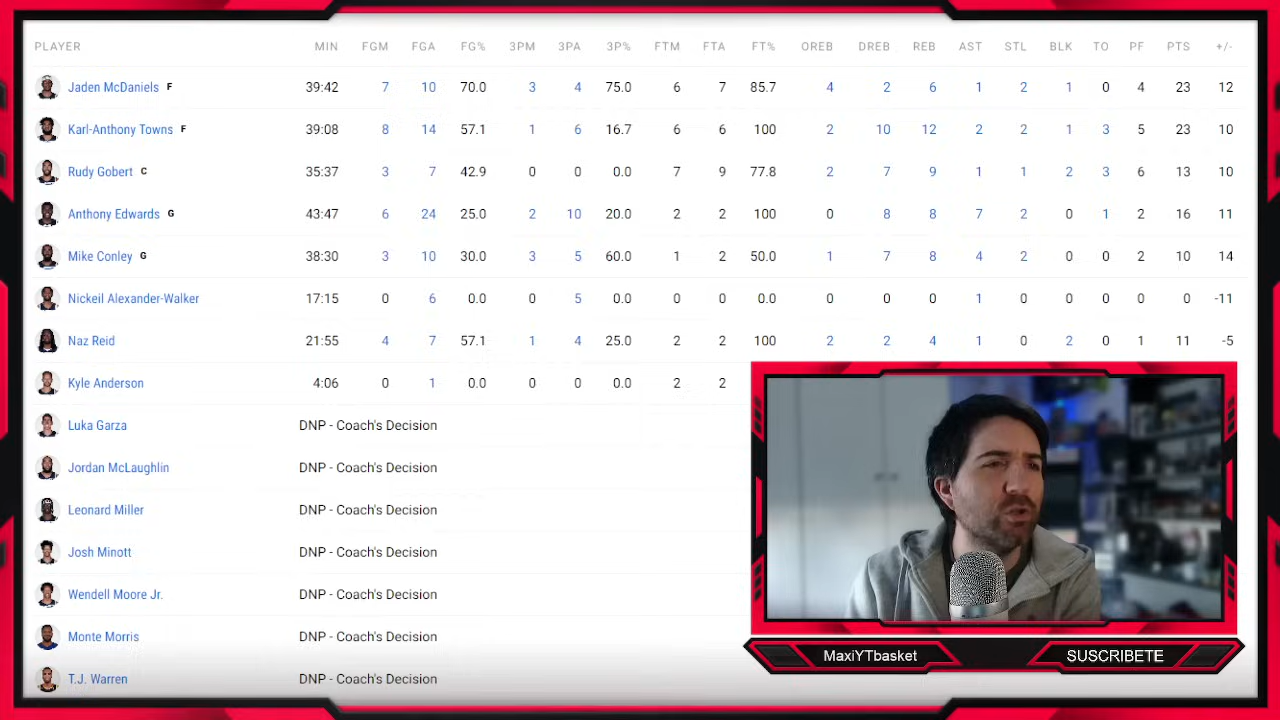 PLAYER MIN FGM FGA FG% 3PM 3PA 3P% FTM FTA FT% OREB DREB REB AST STL BLK TO PF PTS +/-
Jaden McDaniels F 39:42 7 10 70.0 3 4 75.0 6 7 85.7 4 2 6 1 2 1 0 4 23 12
Karl-Anthony Towns F 39:08 8 14 57.1 1 6 16.7 6 6 100 2 10 12 2 2 1 3 5 23 10
Rudy Gobert C 35:37 3 7 42.9 0 0 0.0 7 9 77.8 2 7 9 1 1 2 3 6 13 10
Anthony Edwards G 43:47 6 24 25.0 2 10 20.0 2 2 100 0 8 8 7 2 0 1 2 16 11
Mike Conley G 38:30 3 10 30.0 3 5 60.0 1 2 50.0 1 7 8 4 2 0 0 2 10 14
Nickeil Alexander-Walker 17:15 0 6 0.0 0 5 0.0 0 0 0.0 0 0 0 1 0 0 0 0 0 -11
Naz Reid 21:55 4 7 57.1 1 4 25.0 2 2 100 2 2 4 1 0 2 0 1 11 -5
Kyle Anderson 4:06 0 1 0.0 0 0 0.0 2 2
Luka Garza DNP - Coach's Decision
Jordan McLaughlin DNP - Coach's Decision
Leonard Miller DNP - Coach's Decision
Josh Minott DNP - Coach's Decision
Wendell Moore Jr. DNP - Coach's Decision
Monte Morris DNP - Coach's Decision
T.J. Warren DNP - Coach's Decision
MaxiYTbasket SUSCRIBETE